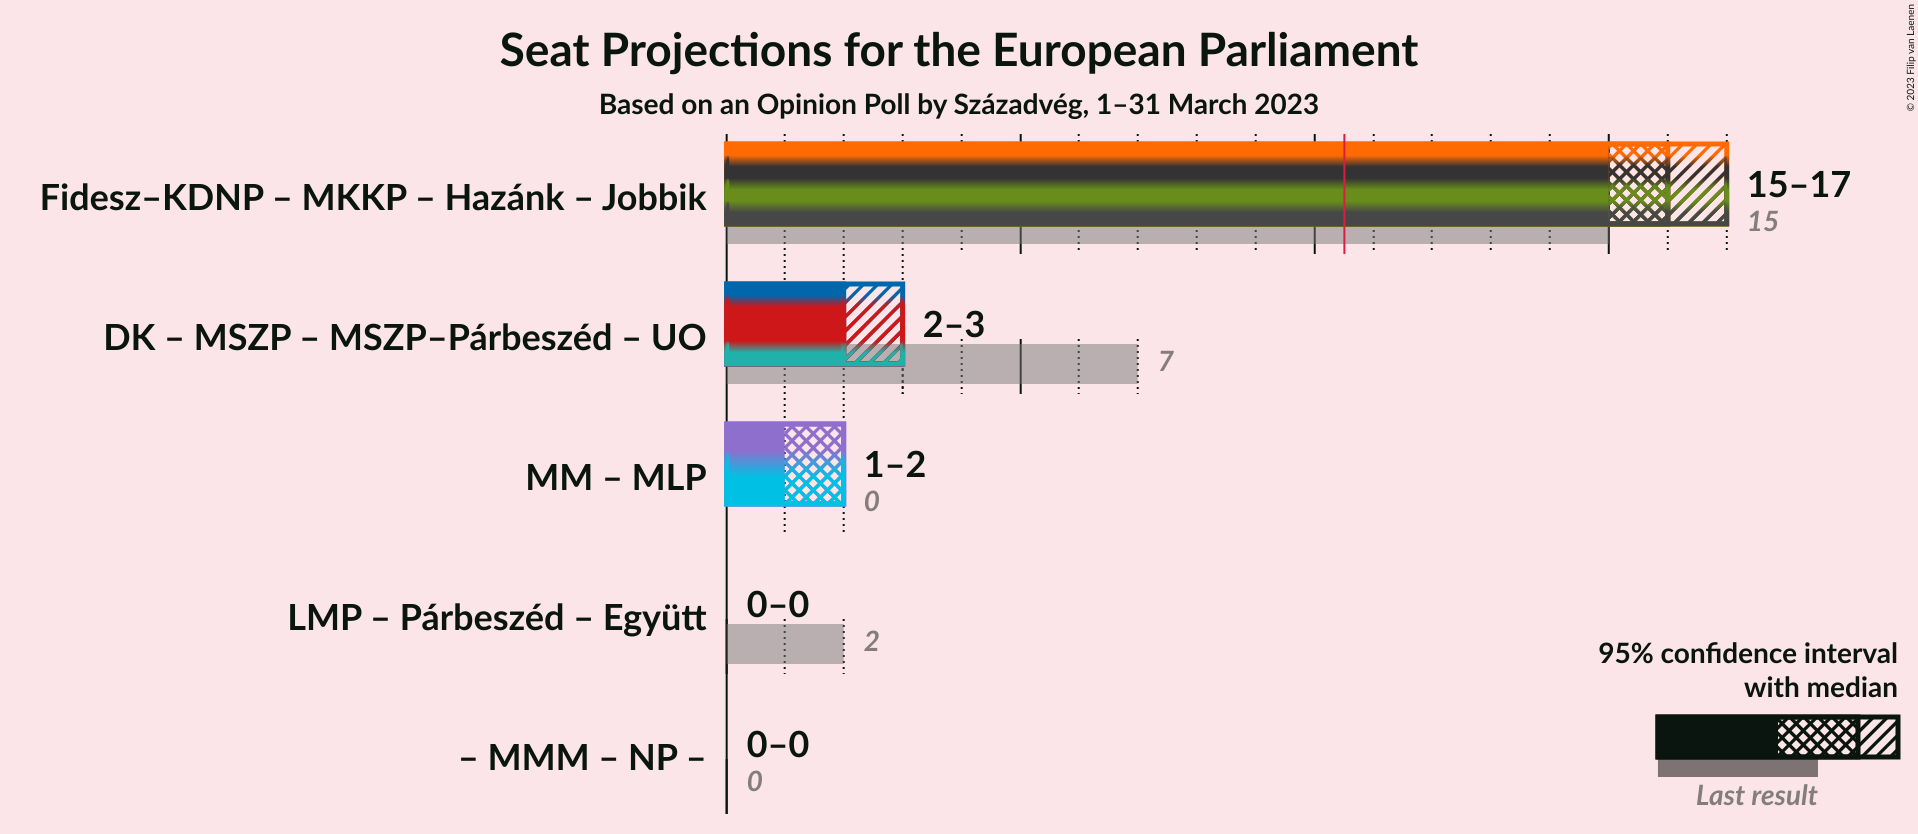 Seat Projections for the European Parliament
Based on an Opinion Poll by Századvég, 1–31 March 2023
© 2023 Filip van Laenen
Fidesz–KDNP – MKKP – Hazánk – Jobbik
15–17
15
DK – MSZP – MSZP–Párbeszéd – UO
2–3
7
MM – MLP
1–2
0
LMP – Párbeszéd – Együtt
0–0
2
– MMM – NP –
0–0
0
95% confidence interval
with median
Last result